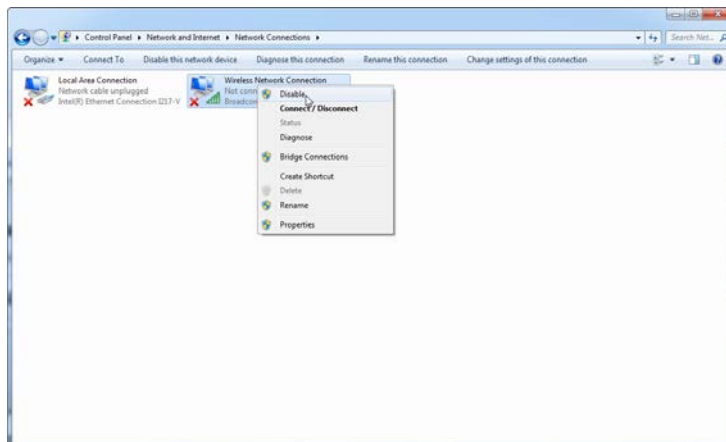 Control Panel ▸ Network and Internet ▸ Network Connections ▸
Search Net...
Organize
Connect To
Disable this network device
Diagnose this connection
Rename this connection
Change settings of this connection
Local Area Connection
Network cable unplugged
Intel(R) Ethernet Connection I217-V
Wireless Network Connection
Not conn
Broadcom
Disable
Connect / Disconnect
Status
Diagnose
Bridge Connections
Create Shortcut
Delete
Rename
Properties